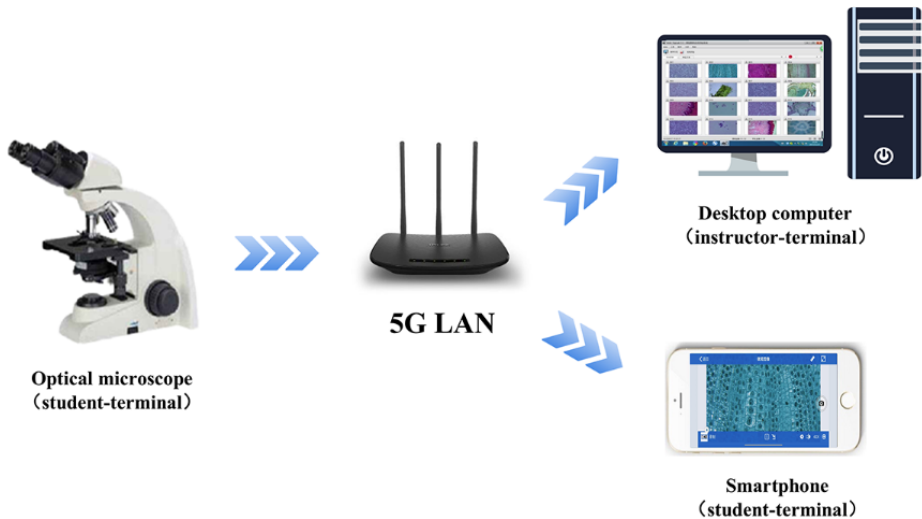 Optical microscope
（student-terminal）
5G LAN
Desktop computer
（instructor-terminal）
Smartphone
（student-terminal）